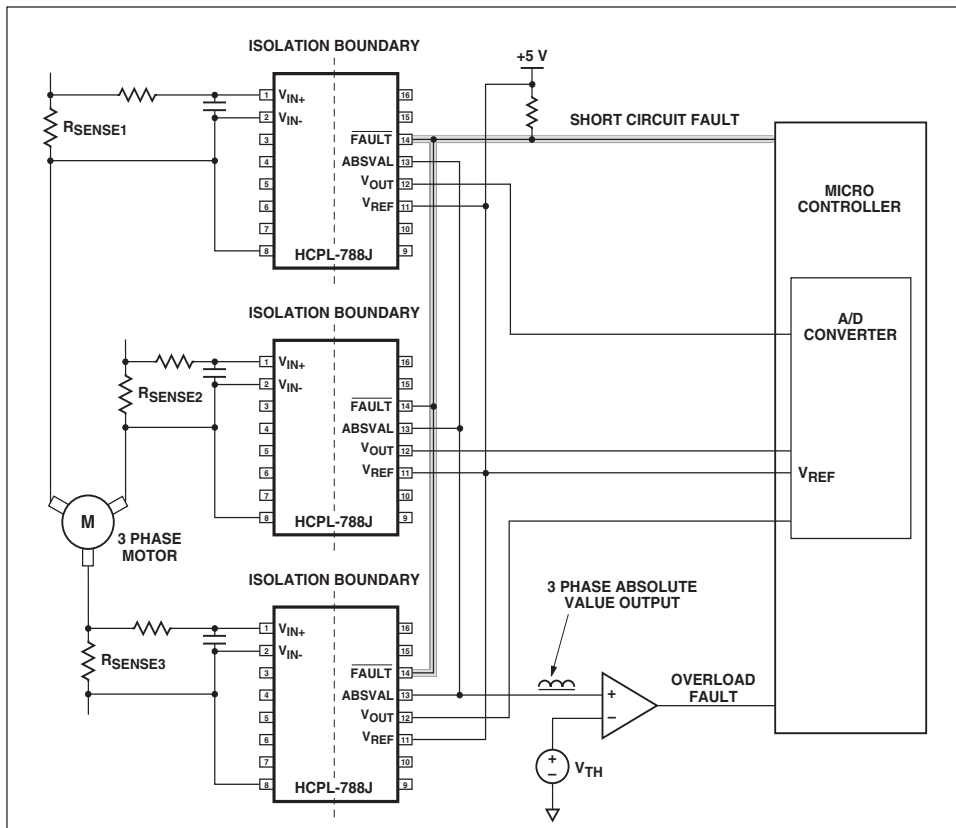 ISOLATION BOUNDARY
+5 V
1 VIN+ 16
2 VIN- 15
RSENSE1
3 FAULT 14
SHORT CIRCUIT FAULT
4 ABSVAL 13
5 VOUT 12
6 VREF 11
7 10
8 9
HCPL-788J
MICRO
CONTROLLER
ISOLATION BOUNDARY
A/D
CONVERTER
1 VIN+ 16
2 VIN- 15
RSENSE2
3 FAULT 14
4 ABSVAL 13
5 VOUT 12
6 VREF 11
VREF
7 10
8 9
HCPL-788J
M
3 PHASE
MOTOR
ISOLATION BOUNDARY
3 PHASE ABSOLUTE
VALUE OUTPUT
1 VIN+ 16
2 VIN- 15
RSENSE3
3 FAULT 14
4 ABSVAL 13
5 VOUT 12
6 VREF 11
7 10
8 9
HCPL-788J
+
−
OVERLOAD
FAULT
+
−
VTH